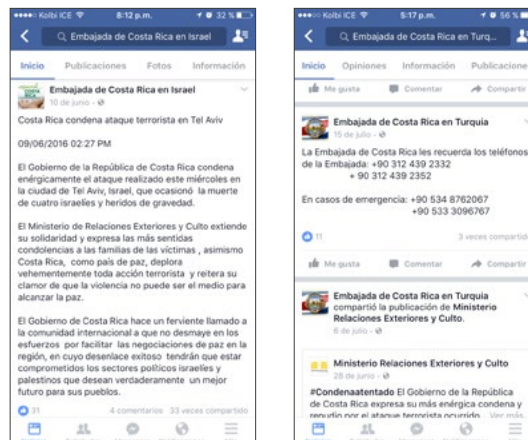 Kolbi ICE 8:12 p.m. 32 %
Embajada de Costa Rica en Israel
Inicio Publicaciones Fotos Información
Embajada de Costa Rica en Israel
10 de junio
Costa Rica condena ataque terrorista en Tel Aviv
09/06/2016 02:27 PM
El Gobierno de la República de Costa Rica condena
enérgicamente el ataque realizado este miércoles en
la ciudad de Tel Aviv, Israel, que ocasionó la muerte
de cuatro israelíes y heridos de gravedad.
El Ministerio de Relaciones Exteriores y Culto extiende
su solidaridad y expresa las más sentidas
condolencias a las familias de las víctimas , asimismo
Costa Rica, como país de paz, deplora
vehementemente toda acción terrorista y reitera su
clamor de que la violencia no puede ser el medio para
alcanzar la paz.
El Gobierno de Costa Rica hace un ferviente llamado a
la comunidad internacional a que no desmaye en los
esfuerzos por facilitar las negociaciones de paz en la
región, en cuyo desenlace exitoso tendrán que estar
comprometidos los sectores políticos israelíes y
palestinos que desean verdaderamente un mejor
futuro para sus pueblos.
31 4 comentarios 33 veces compartido
Kolbi ICE 5:17 p.m. 56 %
Embajada de Costa Rica en Turq...
Inicio Opiniones Información Publicacione
Me gusta Comentar Compartir
Embajada de Costa Rica en Turquia
15 de julio
La Embajada de Costa Rica les recuerda los teléfonos
de la Embajada: +90 312 439 2332
+ 90 312 439 2352
En casos de emergencia: +90 534 8762067
+90 533 3096767
11 3 veces compartido
Me gusta Comentar Compartir
Embajada de Costa Rica en Turquia
compartió la publicación de Ministerio
Relaciones Exteriores y Culto.
6 de julio
Ministerio Relaciones Exteriores y Culto
28 de junio
#Condenaatentado El Gobierno de la República
de Costa Rica expresa su más enérgica condena y
repudio por el ataque terrorista ocurrido... Ver más